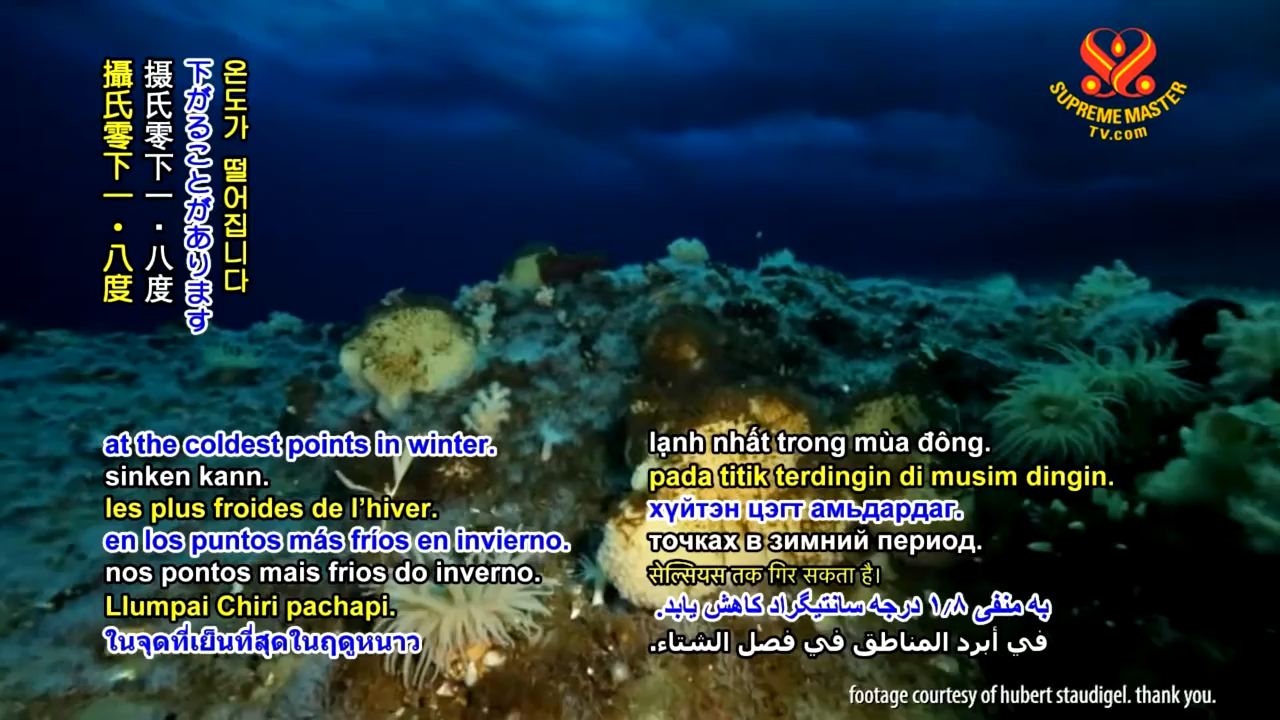 攝氏零下一・八度
摄氏零下一・八度
下がることがあります
온도가 떨어집니다
SUPREME MASTER
TV.com
at the coldest points in winter.
sinken kann.
les plus froides de l’hiver.
en los puntos más fríos en invierno.
nos pontos mais frios do inverno.
Llumpai Chiri pachapi.
ในจุดที่เย็นที่สุดในฤดูหนาว
lạnh nhất trong mùa đông.
pada titik terdingin di musim dingin.
хүйтэн цэгт амьдардаг.
точках в зимний период.
सेल्सियस तक गिर सकता है।
به منفی ۱٫۸ درجه سانتیگراد کاهش یابد.
في أبرد المناطق في فصل الشتاء.
footage courtesy of hubert staudigel. thank you.